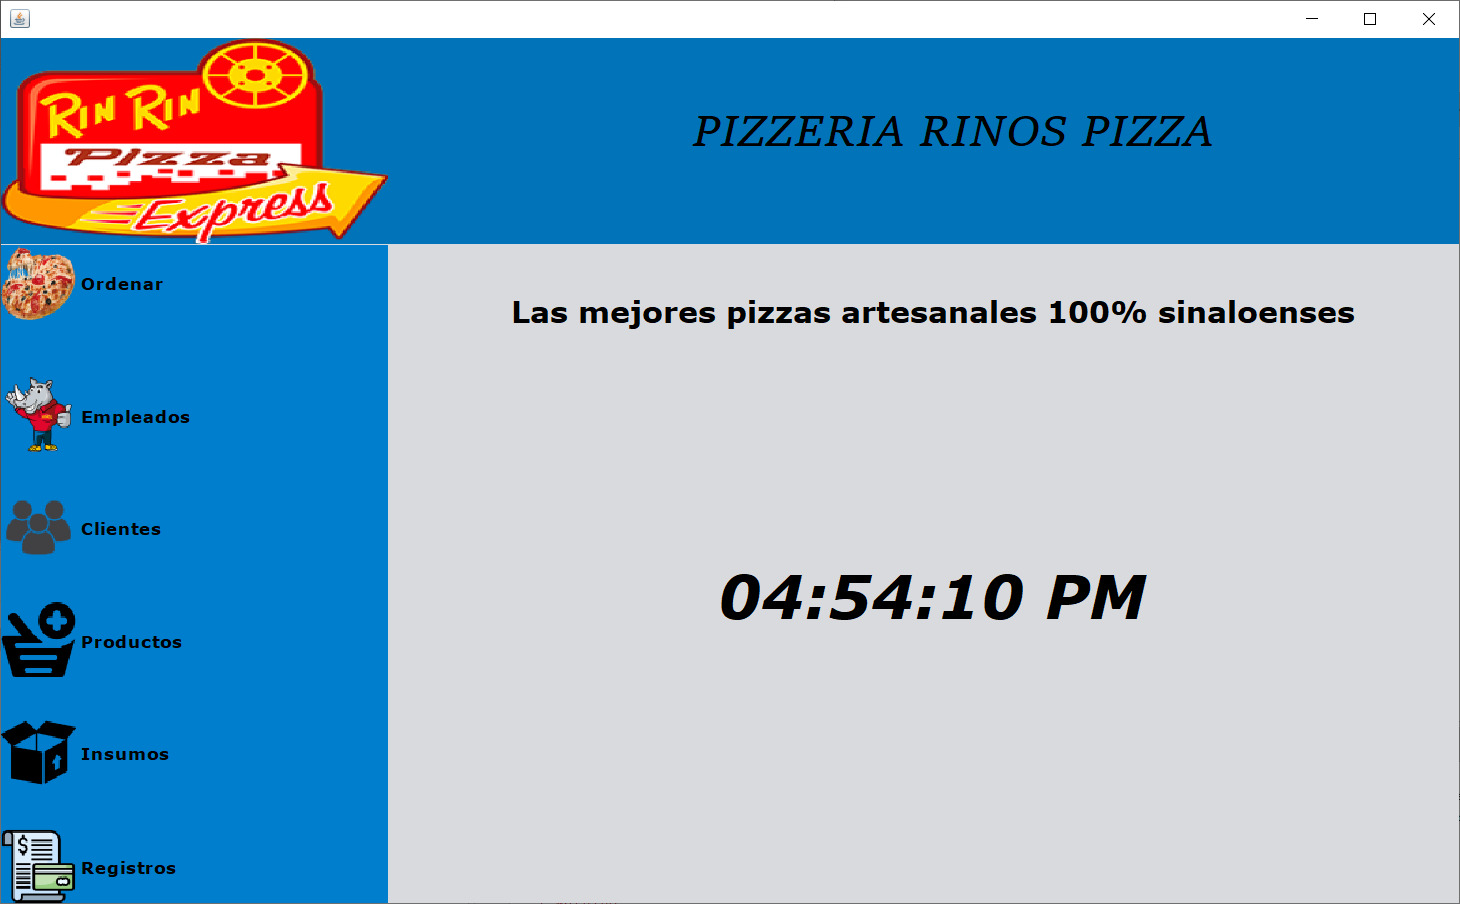 RIN RIN
Pizza
Express
PIZZERIA RINOS PIZZA
Ordenar
Empleados
Clientes
Productos
Insumos
$
Registros
Las mejores pizzas artesanales 100% sinaloenses
04:54:10 PM